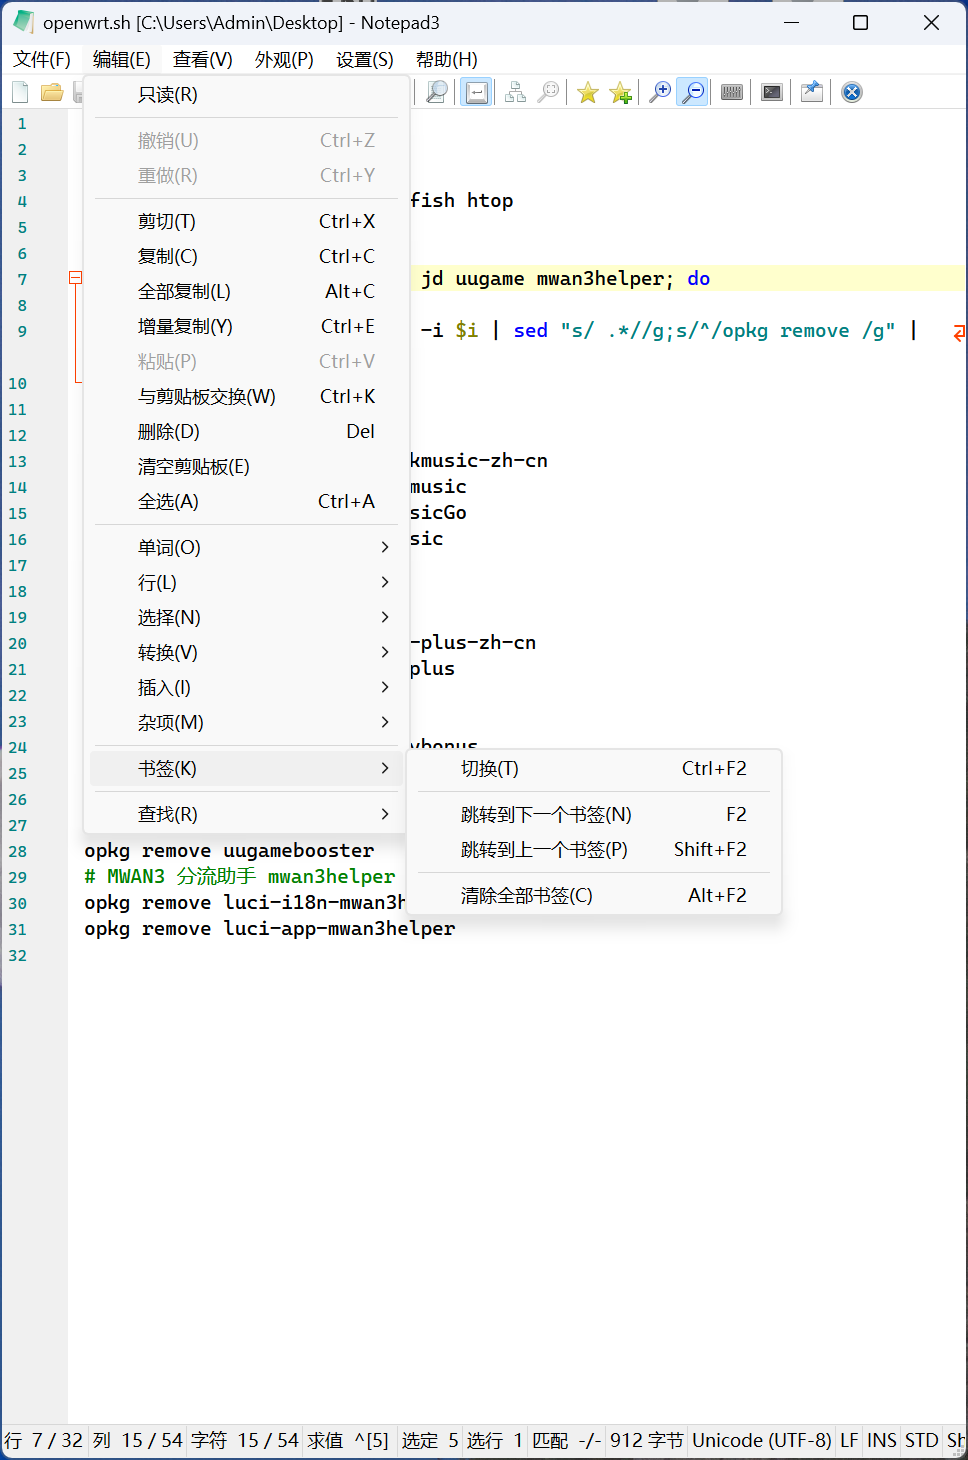 openwrt.sh [C:\Users\Admin\Desktop] - Notepad3
文件(F) 编辑(E) 查看(V) 外观(P) 设置(S) 帮助(H)
只读(R)
撤销(U) Ctrl+Z
重做(R) Ctrl+Y
剪切(T) Ctrl+X
复制(C) Ctrl+C
全部复制(L) Alt+C
增量复制(Y) Ctrl+E
粘贴(P) Ctrl+V
与剪贴板交换(W) Ctrl+K
删除(D) Del
清空剪贴板(E)
全选(A) Ctrl+A
单词(O)
行(L)
选择(N)
转换(V)
插入(I)
杂项(M)
书签(K)
查找(R)
切换(T) Ctrl+F2
跳转到下一个书签(N) F2
跳转到上一个书签(P) Shift+F2
清除全部书签(C) Alt+F2
1
2
3
4 fish htop
5
6
7 jd uugame mwan3helper; do
8
9 -i $i | sed "s/ .*//g;s/^/opkg remove /g" |
10
11
12
13 kmusic-zh-cn
14 music
15 sicGo
16 sic
17
18
19
20 -plus-zh-cn
21 plus
22
23
24 vbonus
25
26
27
28 opkg remove uugamebooster
29 # MWAN3 分流助手 mwan3helper
30 opkg remove luci-i18n-mwan3h
31 opkg remove luci-app-mwan3helper
32
行 7 / 32 列 15 / 54 字符 15 / 54 求值 ^[5] 选定 5 选行 1 匹配 -/- 912 字节 Unicode (UTF-8) LF INS STD Sh